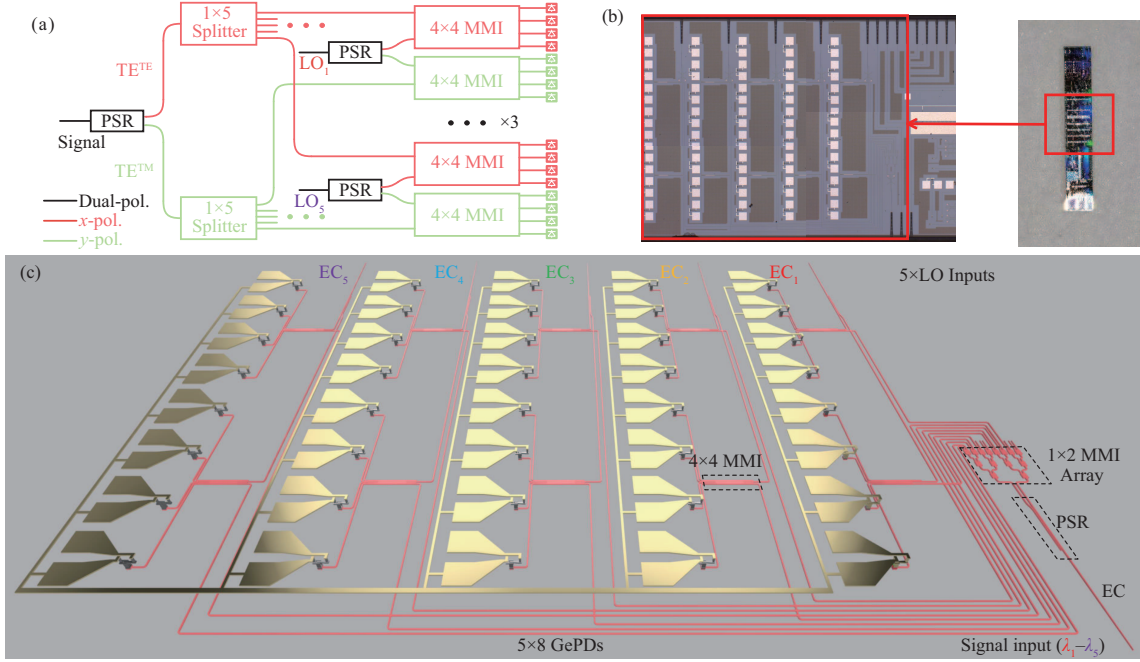 (a)
1×5
Splitter
4×4 MMI
PSR
LO₁
TEᵀᴱ
4×4 MMI
PSR
Signal
• • • ×3
TEᵀᴹ
4×4 MMI
PSR
LO₅
1×5
Splitter
4×4 MMI
Dual-pol.
x-pol.
y-pol.
(b)
(c)
EC₅
EC₄
EC₃
EC₂
EC₁
5×LO Inputs
4×4 MMI
1×2 MMI
Array
PSR
EC
5×8 GePDs
Signal input (λ₁–λ₅)